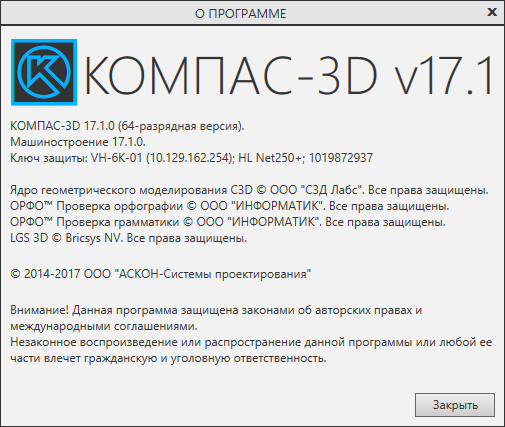 О ПРОГРАММЕ
КОМПАС-3D v17.1
КОМПАС-3D 17.1.0 (64-разрядная версия).
Машиностроение 17.1.0.
Ключ защиты: VH-6K-01 (10.129.162.254); HL Net250+; 1019872937
Ядро геометрического моделирования C3D © ООО "СЗД Лабс". Все права защищены.
ОРФО™ Проверка орфографии © ООО "ИНФОРМАТИК". Все права защищены.
ОРФО™ Проверка грамматики © ООО "ИНФОРМАТИК". Все права защищены.
LGS 3D © Bricsys NV. Все права защищены.
© 2014-2017 ООО "АСКОН-Системы проектирования"
Внимание! Данная программа защищена законами об авторских правах и
международными соглашениями.
Незаконное воспроизведение или распространие данной программы или любой ее
части влечет гражданскую и уголовную ответственность.
Закрыть